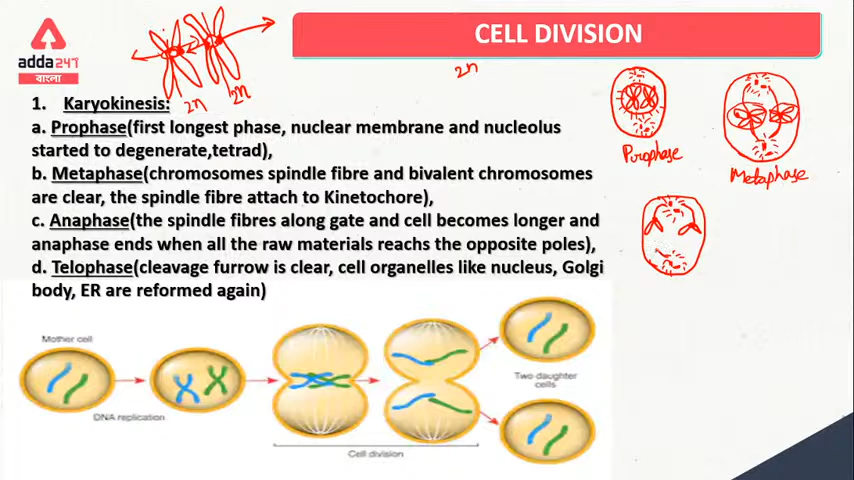 CELL DIVISION
adda247
বাংলা
2n
2n
2n
1. Karyokinesis:
a. Prophase(first longest phase, nuclear membrane and nucleolus
started to degenerate,tetrad),
b. Metaphase(chromosomes spindle fibre and bivalent chromosomes
are clear, the spindle fibre attach to Kinetochore),
c. Anaphase(the spindle fibres along gate and cell becomes longer and
anaphase ends when all the raw materials reachs the opposite poles),
d. Telophase(cleavage furrow is clear, cell organelles like nucleus, Golgi
body, ER are reformed again)
Prophase
Metaphase
Mother cell
DNA replication
Cell division
Two daughter
cells